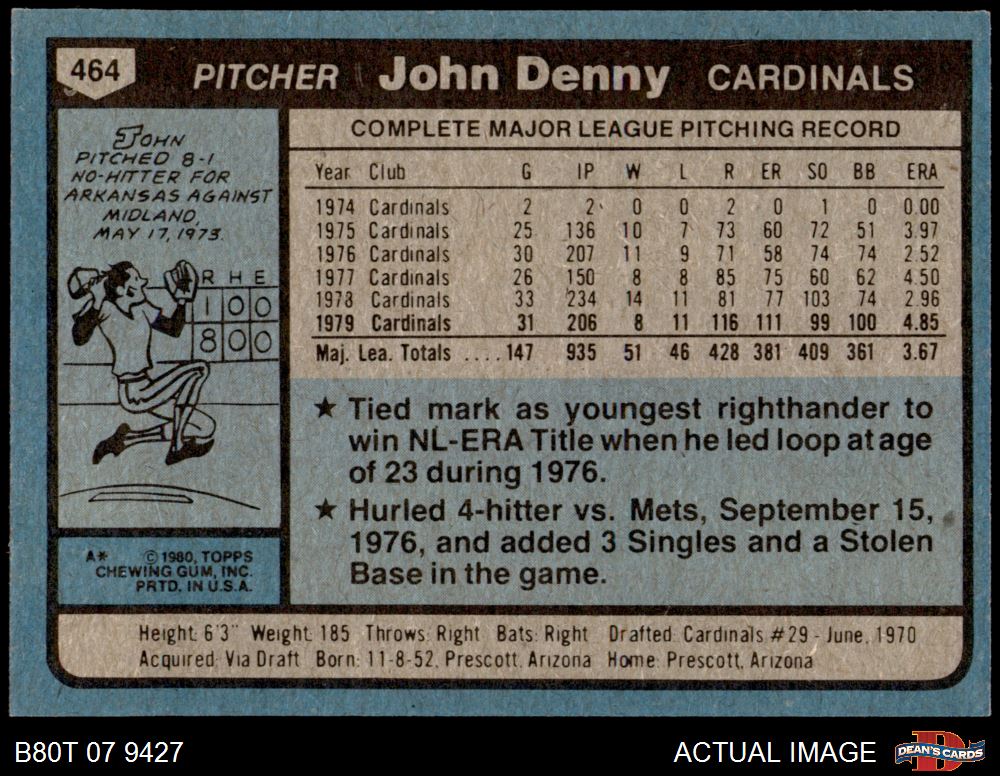 464 PITCHER John Denny CARDINALS
JOHN
PITCHED 8-1
NO-HITTER FOR
ARKANSAS AGAINST
MIDLAND,
MAY 17, 1973.
R H E
1 0 0
8 0 0
A* © 1980, TOPPS
CHEWING GUM, INC.
PRTD. IN U.S.A.
COMPLETE MAJOR LEAGUE PITCHING RECORD
Year Club G IP W L R ER SO BB ERA
1974 Cardinals 2 2 0 0 2 0 1 0 0.00
1975 Cardinals 25 136 10 7 73 60 72 51 3.97
1976 Cardinals 30 207 11 9 71 58 74 74 2.52
1977 Cardinals 26 150 8 8 85 75 60 62 4.50
1978 Cardinals 33 234 14 11 81 77 103 74 2.96
1979 Cardinals 31 206 8 11 116 111 99 100 4.85
Maj. Lea. Totals .... 147 935 51 46 428 381 409 361 3.67
★ Tied mark as youngest righthander to
win NL-ERA Title when he led loop at age
of 23 during 1976.
★ Hurled 4-hitter vs. Mets, September 15,
1976, and added 3 Singles and a Stolen
Base in the game.
Height: 6'3" Weight: 185 Throws: Right Bats: Right Drafted: Cardinals #29 - June, 1970
Acquired: Via Draft Born: 11-8-52, Prescott, Arizona Home: Prescott, Arizona
B80T 07 9427 ACTUAL IMAGE DEAN'S CARDS